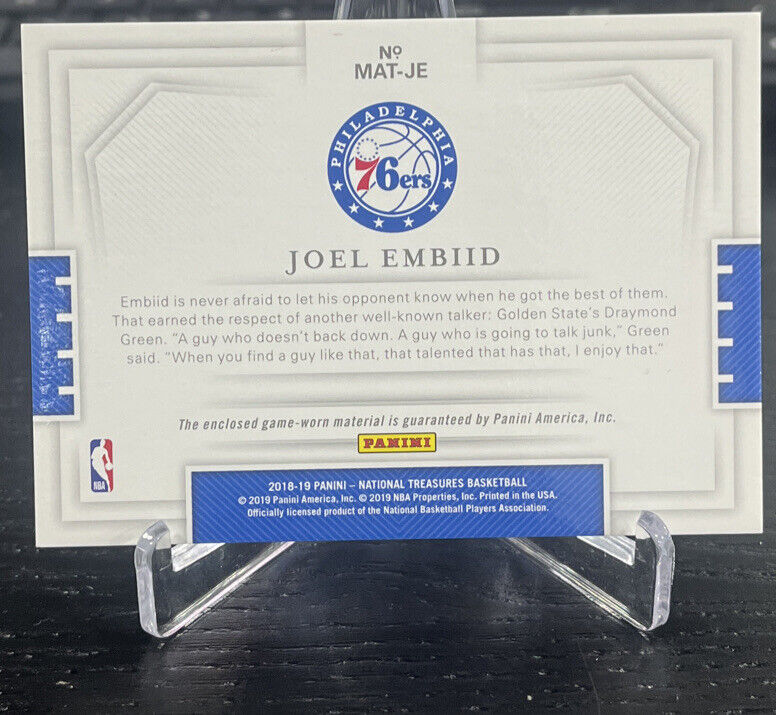 Nº
MAT-JE
PHILADELPHIA
76ers
JOEL EMBIID
Embiid is never afraid to let his opponent know when he got the best of them.
That earned the respect of another well-known talker: Golden State's Draymond
Green. "A guy who doesn't back down. A guy who is going to talk junk," Green
said. "When you find a guy like that, that talented that has that, I enjoy that."
The enclosed game-worn material is guaranteed by Panini America, Inc.
PANINI
NBA
2018-19 PANINI – NATIONAL TREASURES BASKETBALL
© 2019 Panini America, Inc. © 2019 NBA Properties, Inc. Printed in the USA.
Officially licensed product of the National Basketball Players Association.